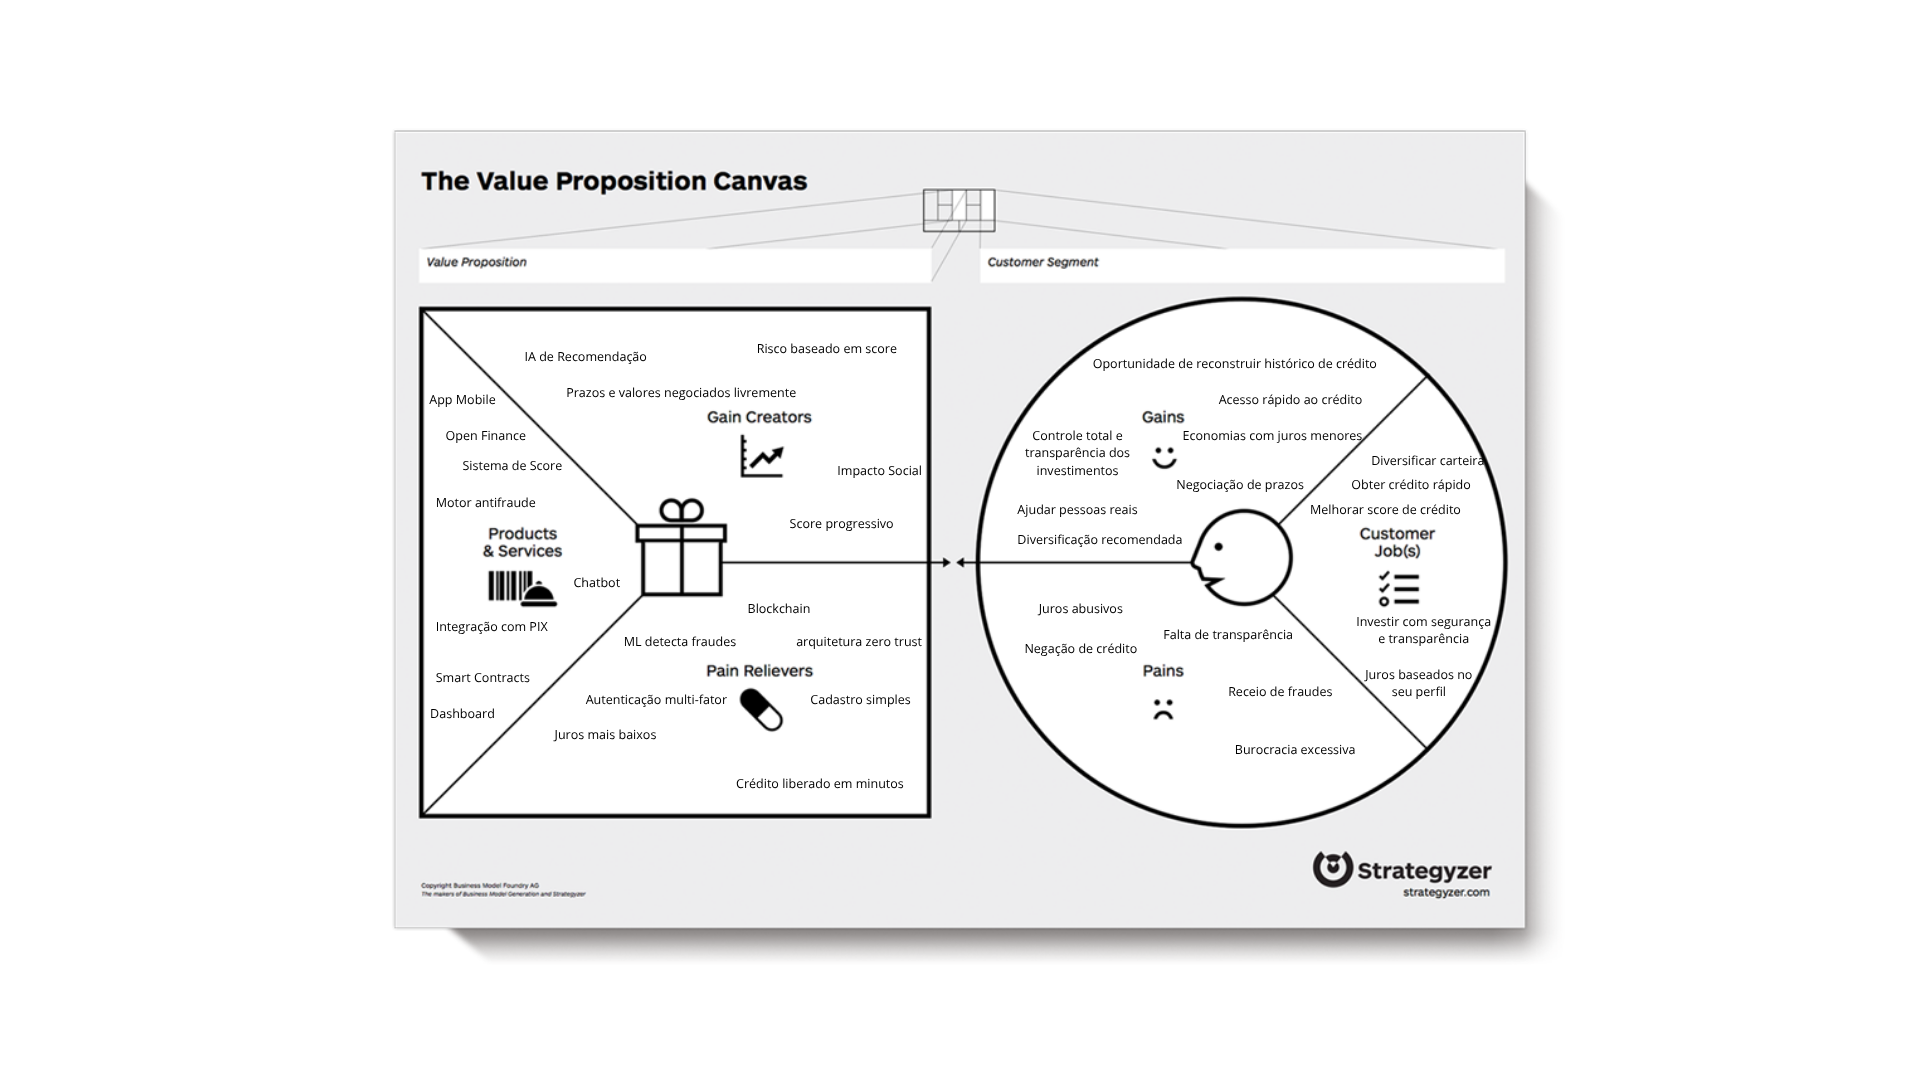 The Value Proposition Canvas
Value Proposition
Customer Segment
IA de Recomendação
Risco baseado em score
Prazos e valores negociados livremente
Gain Creators
Impacto Social
Score progressivo
App Mobile
Open Finance
Sistema de Score
Motor antifraude
Products
& Services
Chatbot
Integração com PIX
Smart Contracts
Dashboard
Blockchain
ML detecta fraudes
arquitetura zero trust
Pain Relievers
Autenticação multi-fator
Cadastro simples
Juros mais baixos
Crédito liberado em minutos
Oportunidade de reconstruir histórico de crédito
Acesso rápido ao crédito
Gains
Controle total e
transparência dos
investimentos
Economias com juros menores
Negociação de prazos
Ajudar pessoas reais
Diversificação recomendada
Diversificar carteira
Obter crédito rápido
Melhorar score de crédito
Customer
Job(s)
Investir com segurança
e transparência
Juros baseados no
seu perfil
Juros abusivos
Falta de transparência
Negação de crédito
Pains
Receio de fraudes
Burocracia excessiva
Copyright Business Model Foundry AG
The makers of Business Model Generation and Strategyzer
Strategyzer
strategyzer.com